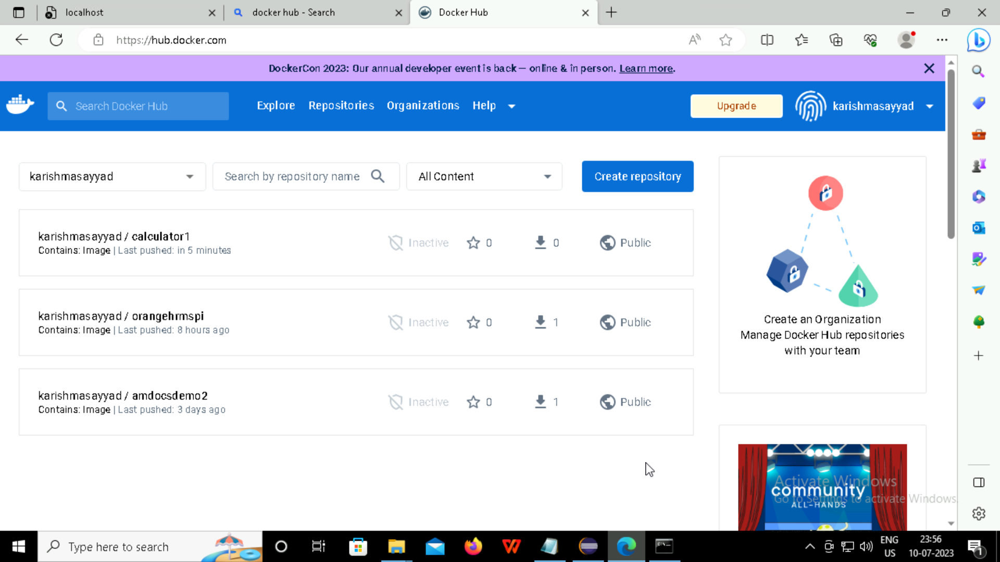 localhost
docker hub - Search
Docker Hub
https://hub.docker.com
DockerCon 2023: Our annual developer event is back — online & in person. Learn more.
Search Docker Hub
Explore
Repositories
Organizations
Help
Upgrade
karishmasayyad
karishmasayyad
Search by repository name
All Content
Create repository
karishmasayyad / calculator1
Contains: Image | Last pushed: in 5 minutes
Inactive
0
0
Public
karishmasayyad / orangehrmspi
Contains: Image | Last pushed: 8 hours ago
Inactive
0
1
Public
karishmasayyad / amdocsdemo2
Contains: Image | Last pushed: 3 days ago
Inactive
0
1
Public
Create an Organization
Manage Docker Hub repositories
with your team
Activate Windows
Go to Settings to activate Windows.
community
ALL-HANDS
Type here to search
ENG
US
23:56
10-07-2023
1